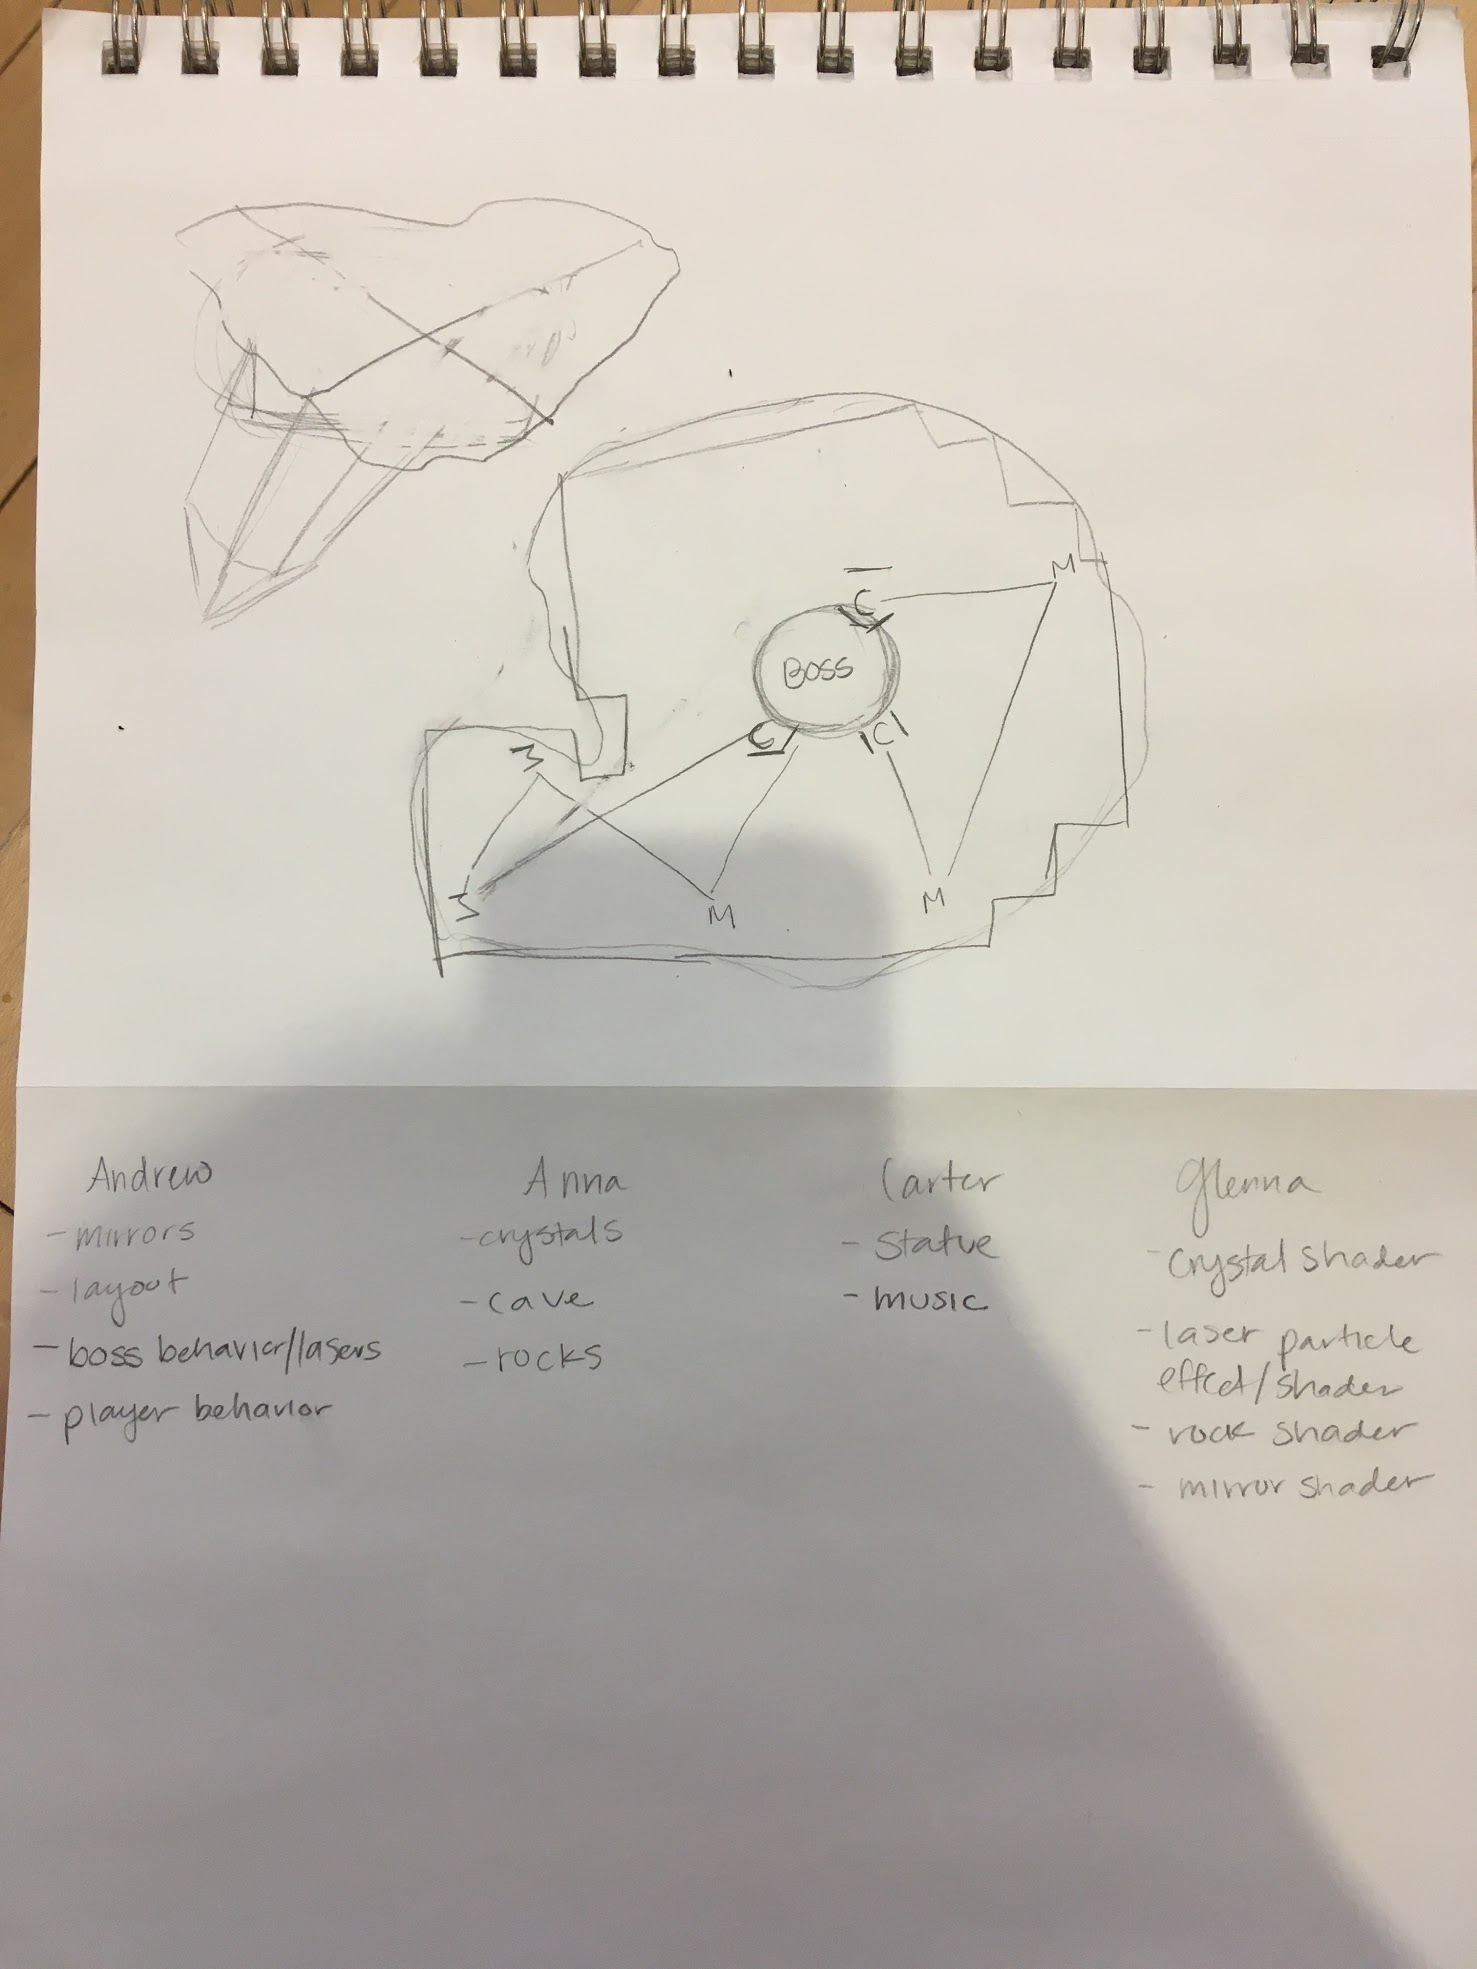 M
C
BOSS
C
C
M
M
M
M
Andrew
- mirrors
- layout
- boss behavior/lasers
- player behavior
Anna
- crystals
- cave
- rocks
Carter
- statue
- music
Glenna
- crystal shader
- laser particle
effect/shader
- rock shader
- mirror shader